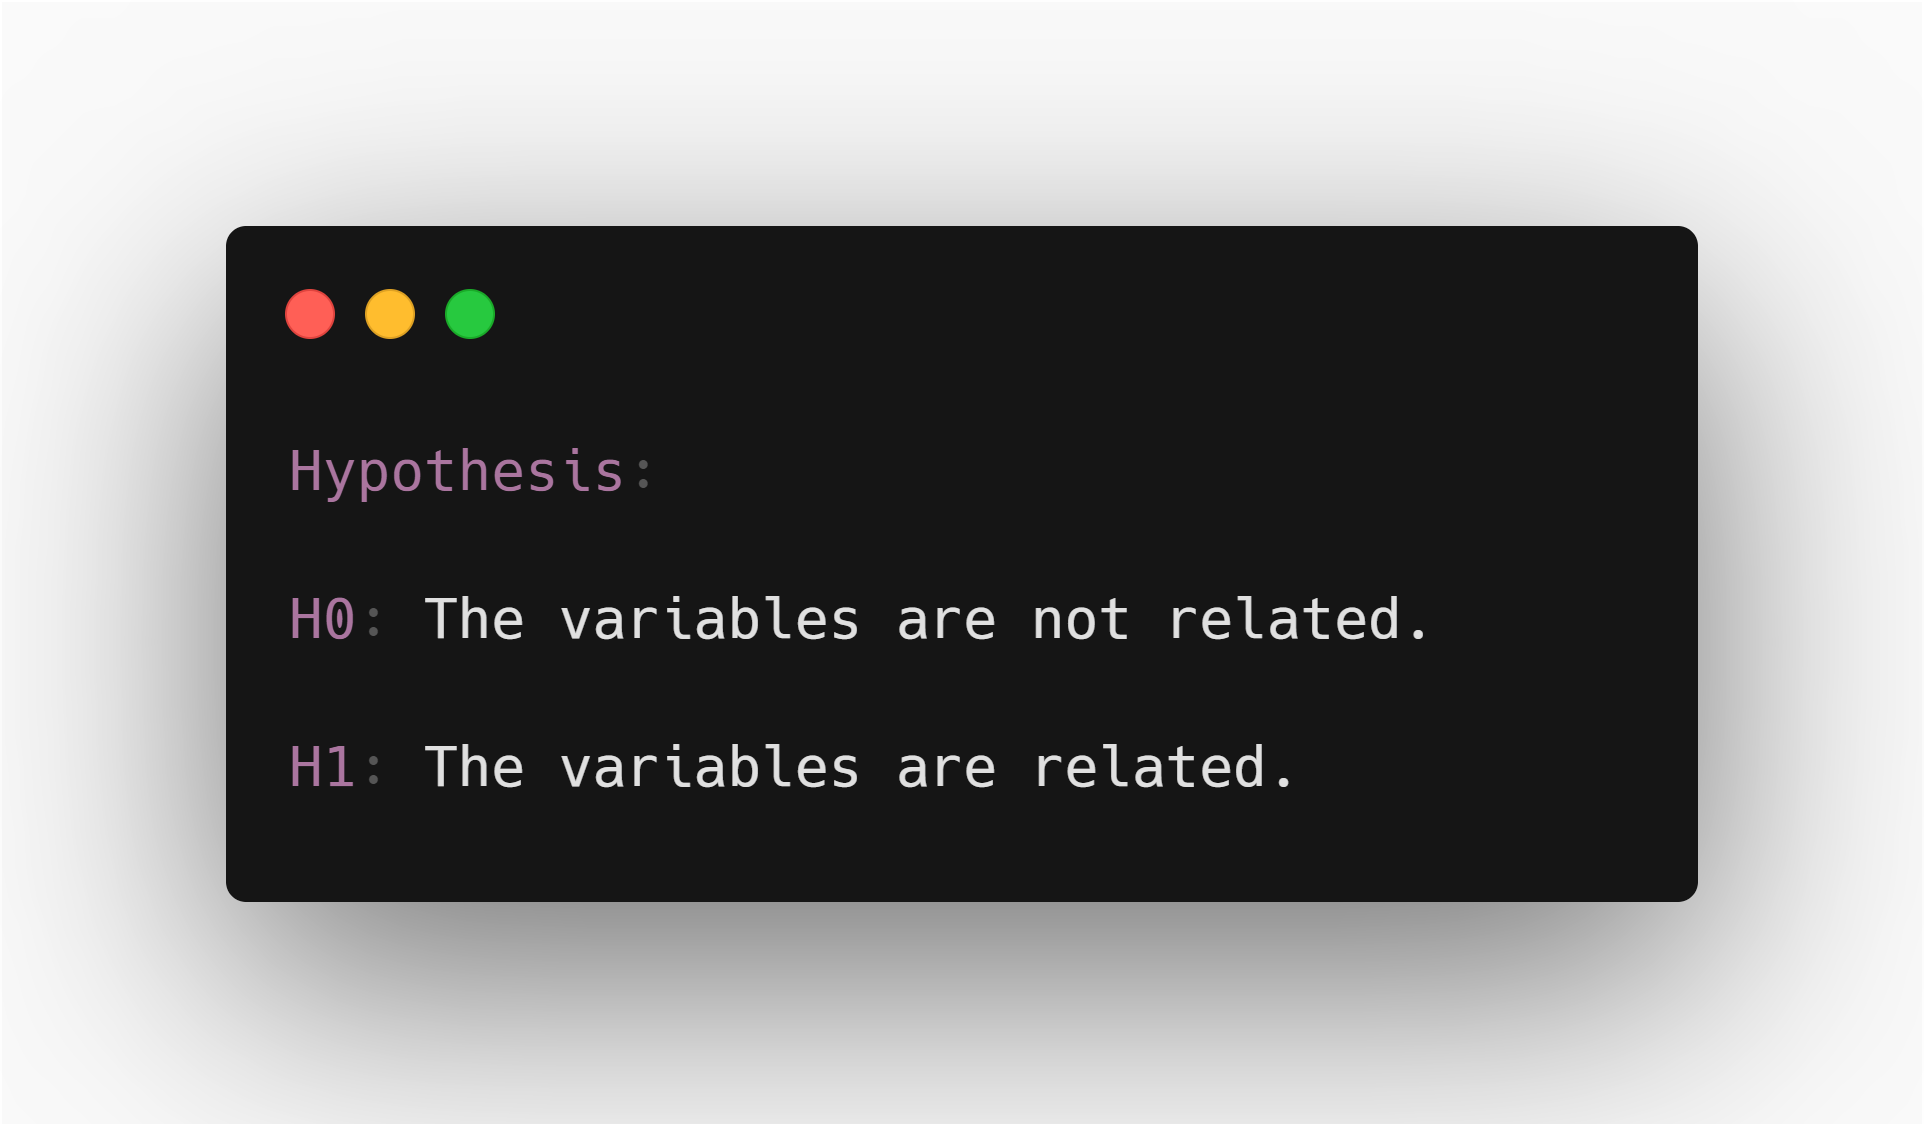 Hypothesis:
H0: The variables are not related.
H1: The variables are related.